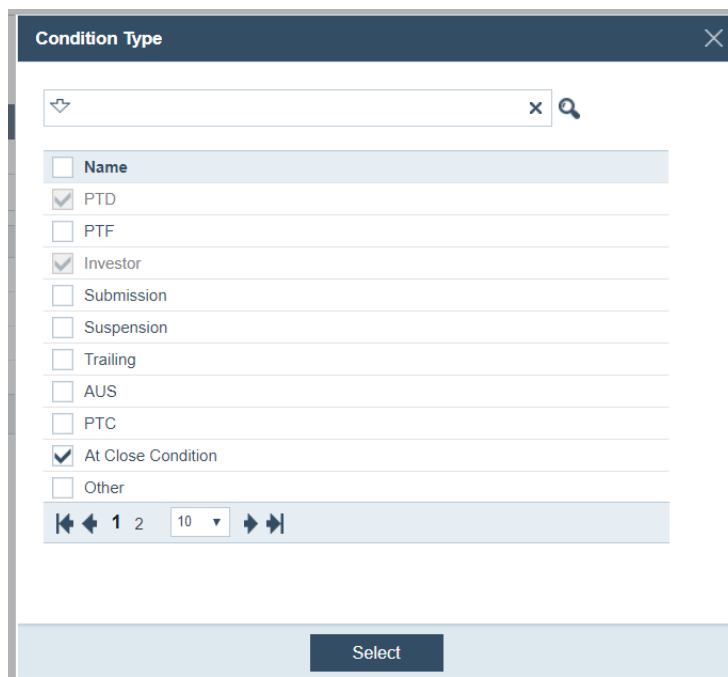 Condition Type
Name
PTD
PTF
Investor
Submission
Suspension
Trailing
AUS
PTC
At Close Condition
Other
1 2 10
Select